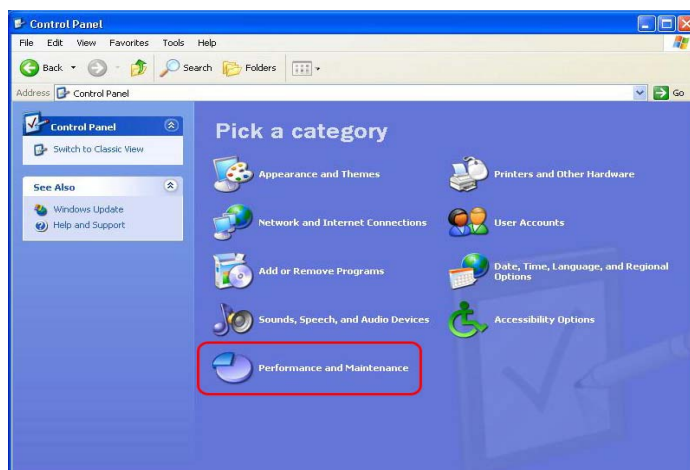 Control Panel
File Edit View Favorites Tools Help
Back Search Folders
Address Control Panel Go
Control Panel
Switch to Classic View
See Also
Windows Update
Help and Support
Pick a category
Appearance and Themes
Printers and Other Hardware
Network and Internet Connections
User Accounts
Add or Remove Programs
Date, Time, Language, and Regional
Options
Sounds, Speech, and Audio Devices
Accessibility Options
Performance and Maintenance